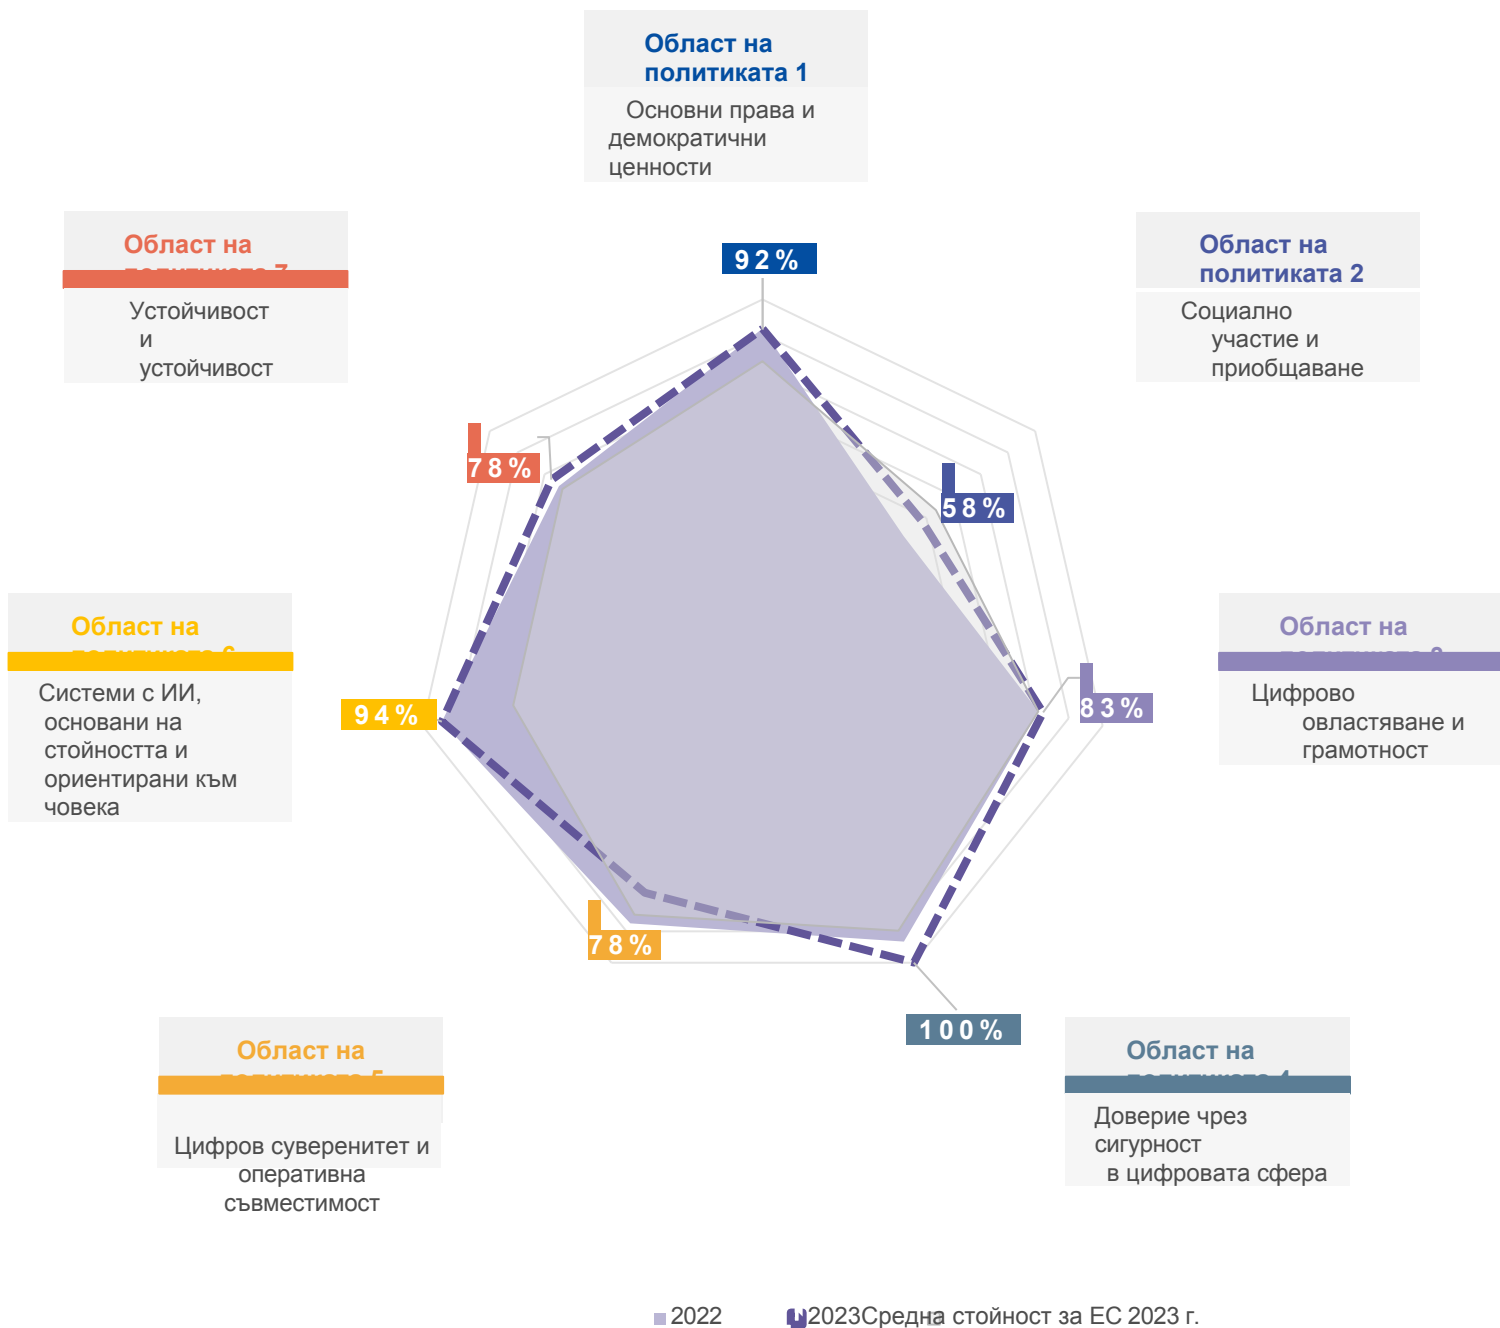 Област на
политиката 1
Основни права и
демократични
ценности
92%
Област на
политиката 2
Социално
участие и
приобщаване
58%
Област на
Цифрово
овластяване и
грамотност
83%
Област на
Доверие чрез
сигурност
в цифровата сфера
100%
Област на
Цифров суверенитет и
оперативна
съвместимост
78%
Област на
Системи с ИИ,
основани на
стойността и
ориентирани към
човека
94%
Област на
Устойчивост
и
устойчивост
78%
2022 2023Средна стойност за ЕС 2023 г.